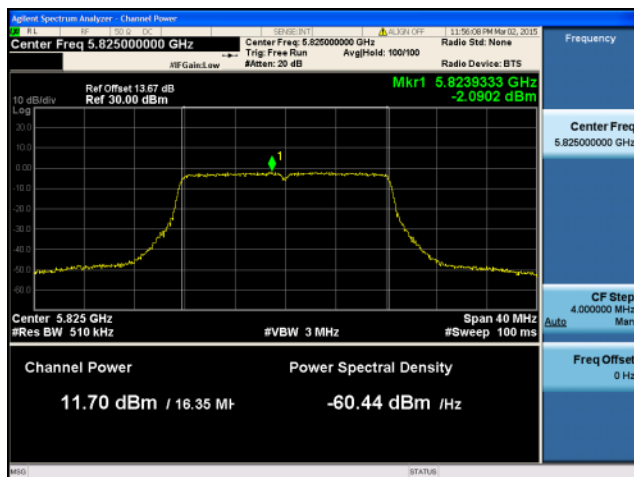 Agilent Spectrum Analyzer - Channel Power
RL RF 50 Ω DC SENSE:INT ALIGN OFF 11:56:08 PM Mar 02, 2015
Center Freq 5.825000000 GHz
Center Freq: 5.825000000 GHz
Radio Std: None
Trig: Free Run Avg|Hold: 100/100
#IFGain:Low #Atten: 20 dB
Radio Device: BTS
Ref Offset 13.67 dB
Ref 30.00 dBm
Mkr1 5.8239333 GHz
-2.0902 dBm
10 dB/div
Log
20.0
10.0
0.00
-10.0
-20.0
-30.0
-40.0
-50.0
-60.0
1
Center 5.825 GHz
Span 40 MHz
#Res BW 510 kHz
#VBW 3 MHz
#Sweep 100 ms
Channel Power
Power Spectral Density
11.70 dBm / 16.35 MH
-60.44 dBm /Hz
MSG
STATUS
Frequency
Center Freq
5.825000000 GHz
CF Step
4.000000 MHz
Auto Man
Freq Offset
0 Hz